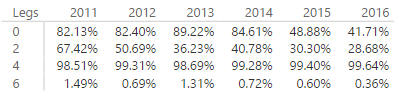 Legs 2011 2012 2013 2014 2015 2016
0 82.13% 82.40% 89.22% 84.61% 48.88% 41.71%
2 67.42% 50.69% 36.23% 40.78% 30.30% 28.68%
4 98.51% 99.31% 98.69% 99.28% 99.40% 99.64%
6 1.49% 0.69% 1.31% 0.72% 0.60% 0.36%